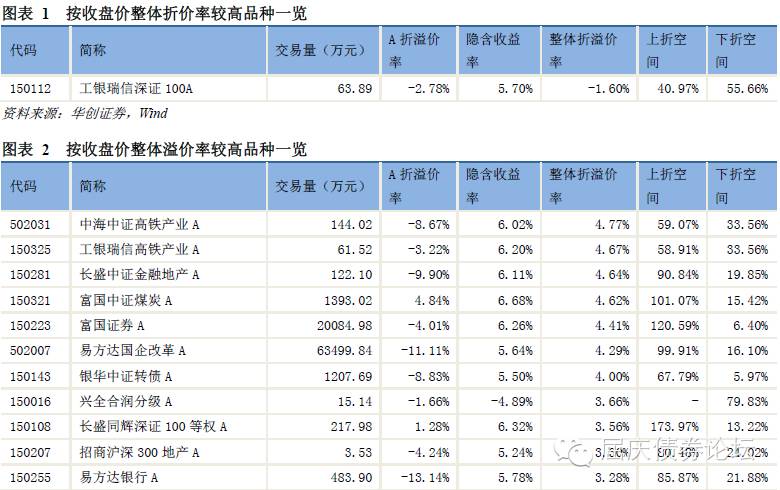 图表 1 按收盘价整体折价率较高品种一览
代码 简称 交易量（万元） A 折溢价率 隐含收益率 整体折溢价率 上折空间 下折空间
150112 工银瑞信深证 100A 63.89 -2.78% 5.70% -1.60% 40.97% 55.66%
资料来源：华创证券，Wind
图表 2 按收盘价整体溢价率较高品种一览
代码 简称 交易量（万元） A 折溢价率 隐含收益率 整体折溢价率 上折空间 下折空间
502031 中海中证高铁产业 A 144.02 -8.67% 6.02% 4.77% 59.07% 33.56%
150325 工银瑞信高铁产业 A 61.52 -3.22% 6.20% 4.67% 58.91% 33.56%
150281 长盛中证金融地产 A 122.10 -9.90% 6.11% 4.64% 90.84% 19.85%
150321 富国中证煤炭 A 1393.02 4.84% 6.68% 4.62% 101.07% 15.42%
150223 富国证券 A 20084.98 -4.01% 6.26% 4.41% 120.59% 6.40%
502007 易方达国企改革 A 63499.84 -11.11% 5.64% 4.29% 99.91% 16.10%
150143 银华中证转债 A 1207.69 -8.83% 5.50% 4.00% 67.79% 5.97%
150016 兴全合润分级 A 15.14 -1.66% -4.89% 3.66% - 79.83%
150108 长盛同辉深证 100 等权 A 217.98 1.28% 6.32% 3.56% 173.97% 13.22%
150207 招商沪深 300 地产 A 3.53 -4.24% 5.24%
150255 易方达银行 A 483.90 -13.14% 5.78% 3.28% 85.87% 21.88%
屈庆债券论坛